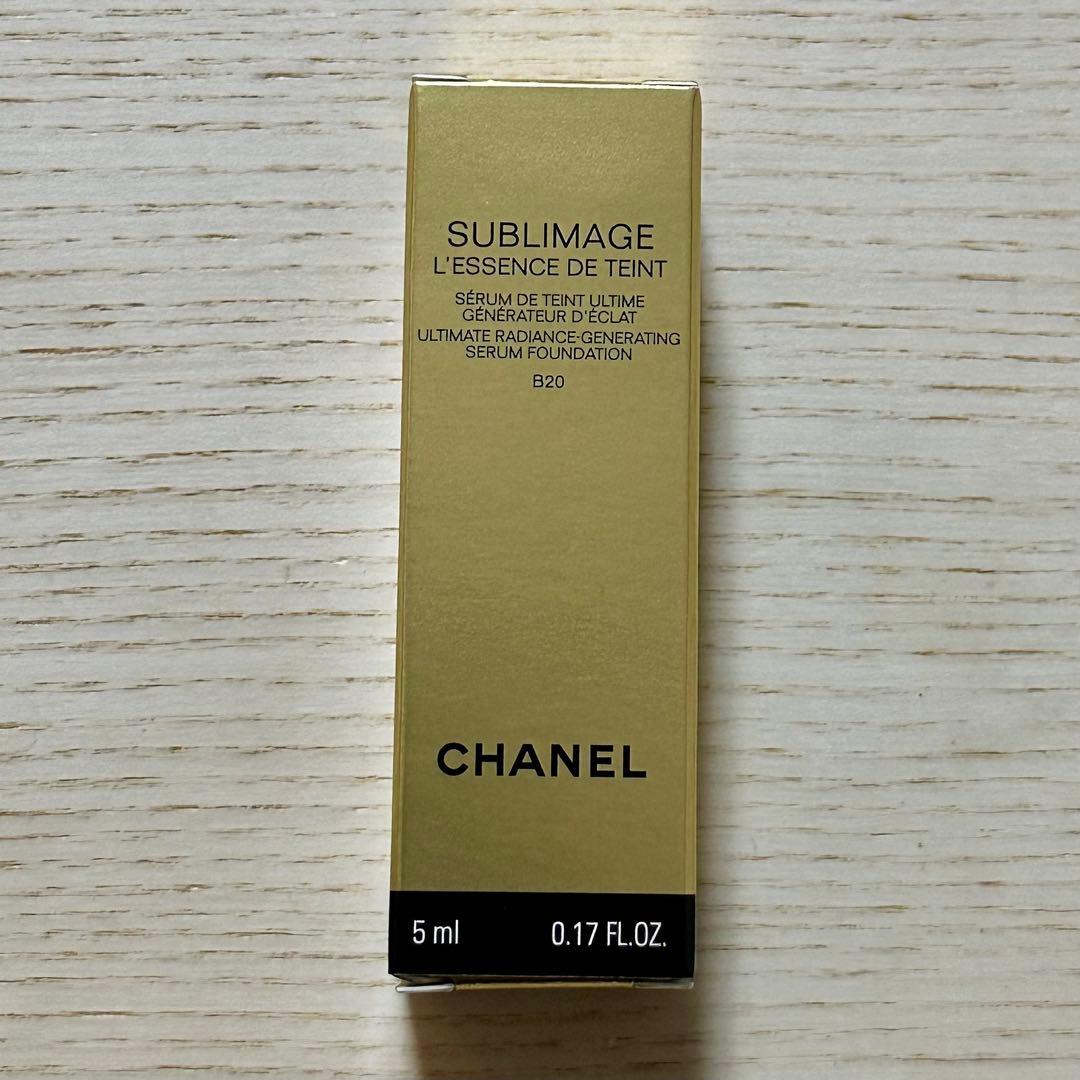 SUBLIMAGE
L'ESSENCE DE TEINT
SÉRUM DE TEINT ULTIME
GÉNÉRATEUR D'ÉCLAT
ULTIMATE RADIANCE-GENERATING
SERUM FOUNDATION
B20
CHANEL
5 ml 0.17 FL.OZ.